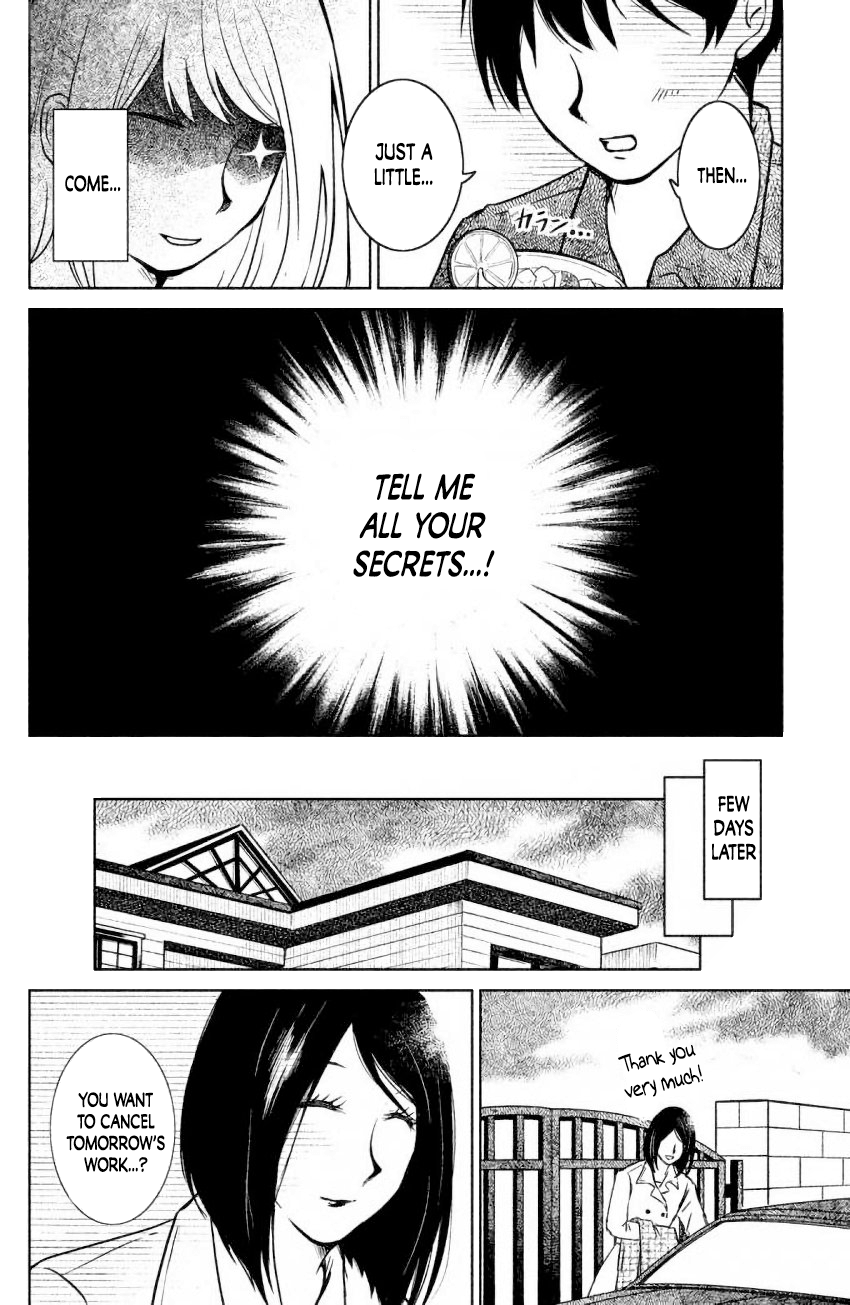 THEN...
JUST A
LITTLE...
カラン...
COME...
TELL ME
ALL YOUR
SECRETS...!
FEW
DAYS
LATER
Thank you
very much!
YOU WANT
TO CANCEL
TOMORROW'S
WORK...?